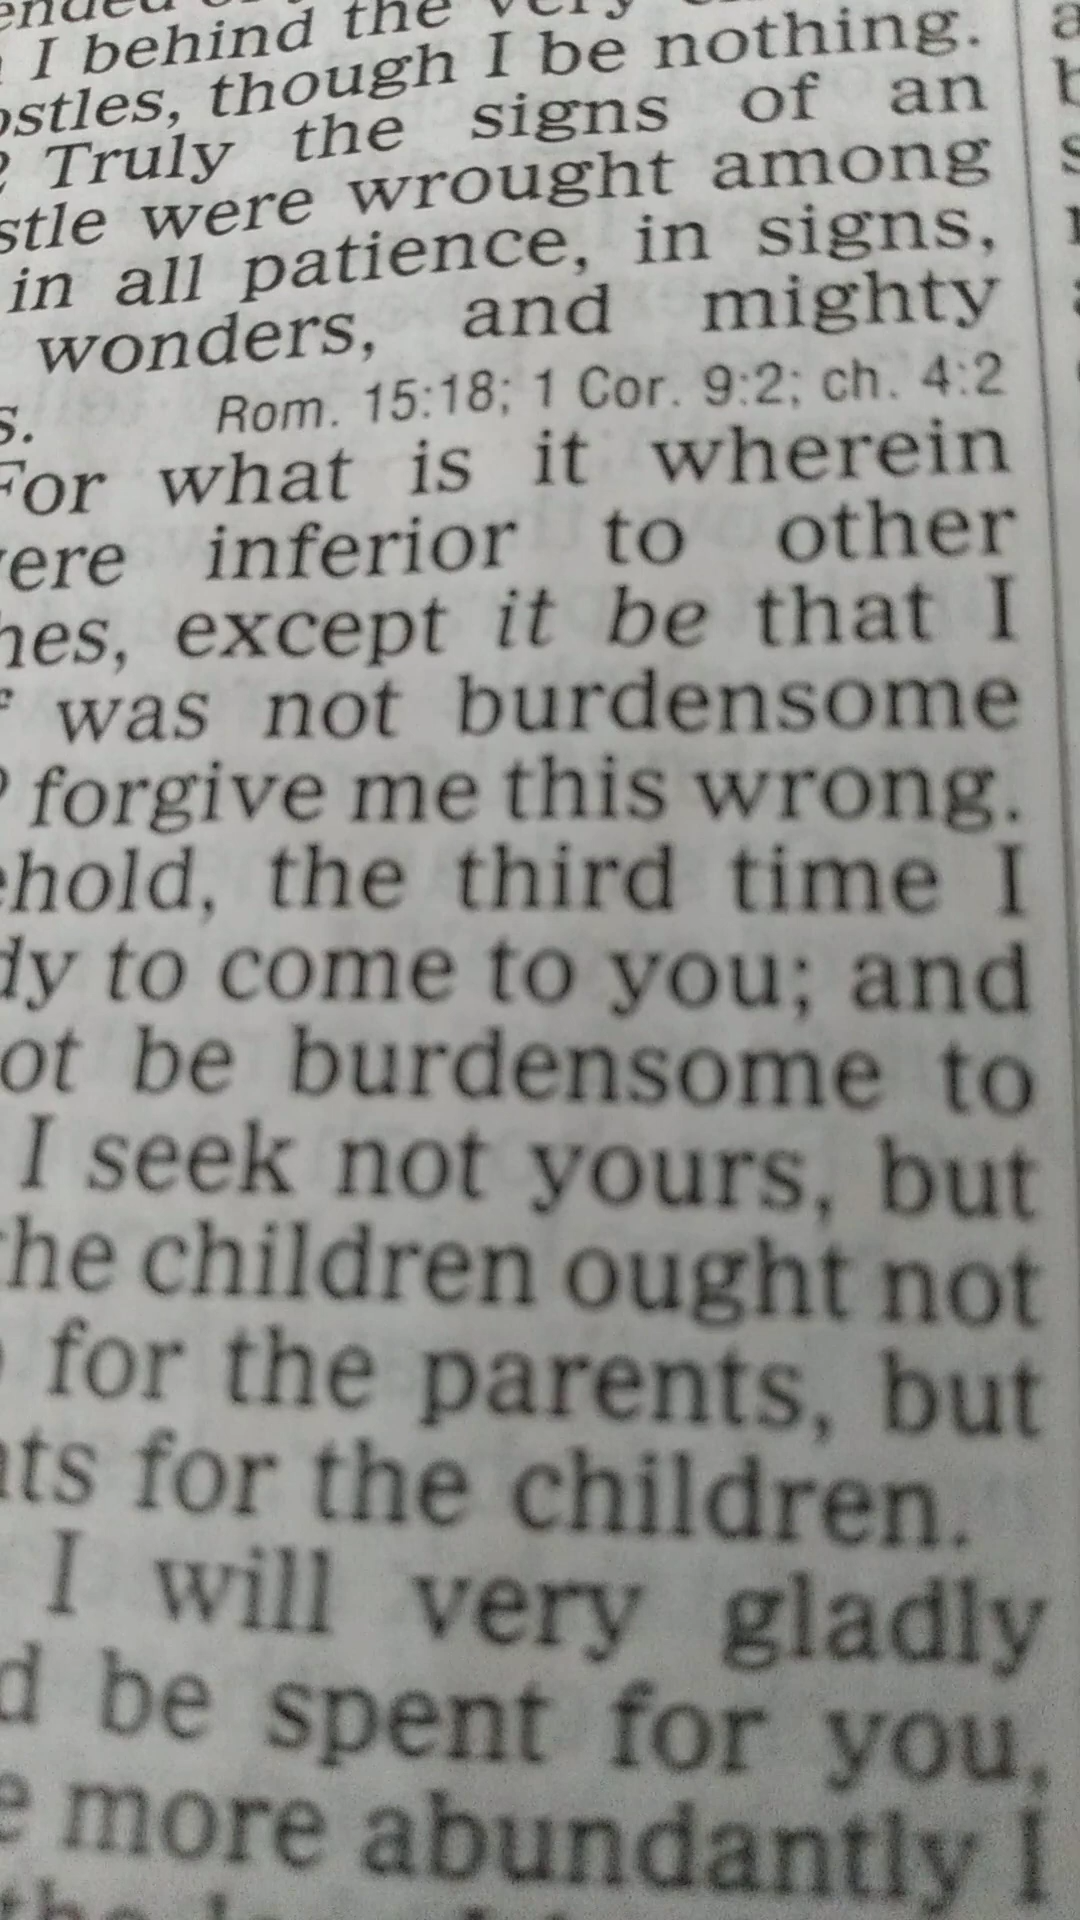 I behind the very
ostles, though I be nothing.
2 Truly the signs of an
stle were wrought among
in all patience, in signs,
wonders, and mighty
s. Rom. 15:18; 1 Cor. 9:2; ch. 4:2
For what is it wherein
ere inferior to other
hes, except it be that I
was not burdensome
forgive me this wrong.
ehold, the third time I
dy to come to you; and
ot be burdensome to
I seek not yours, but
he children ought not
for the parents, but
ts for the children.
I will very gladly
d be spent for you,
e more abundantly I